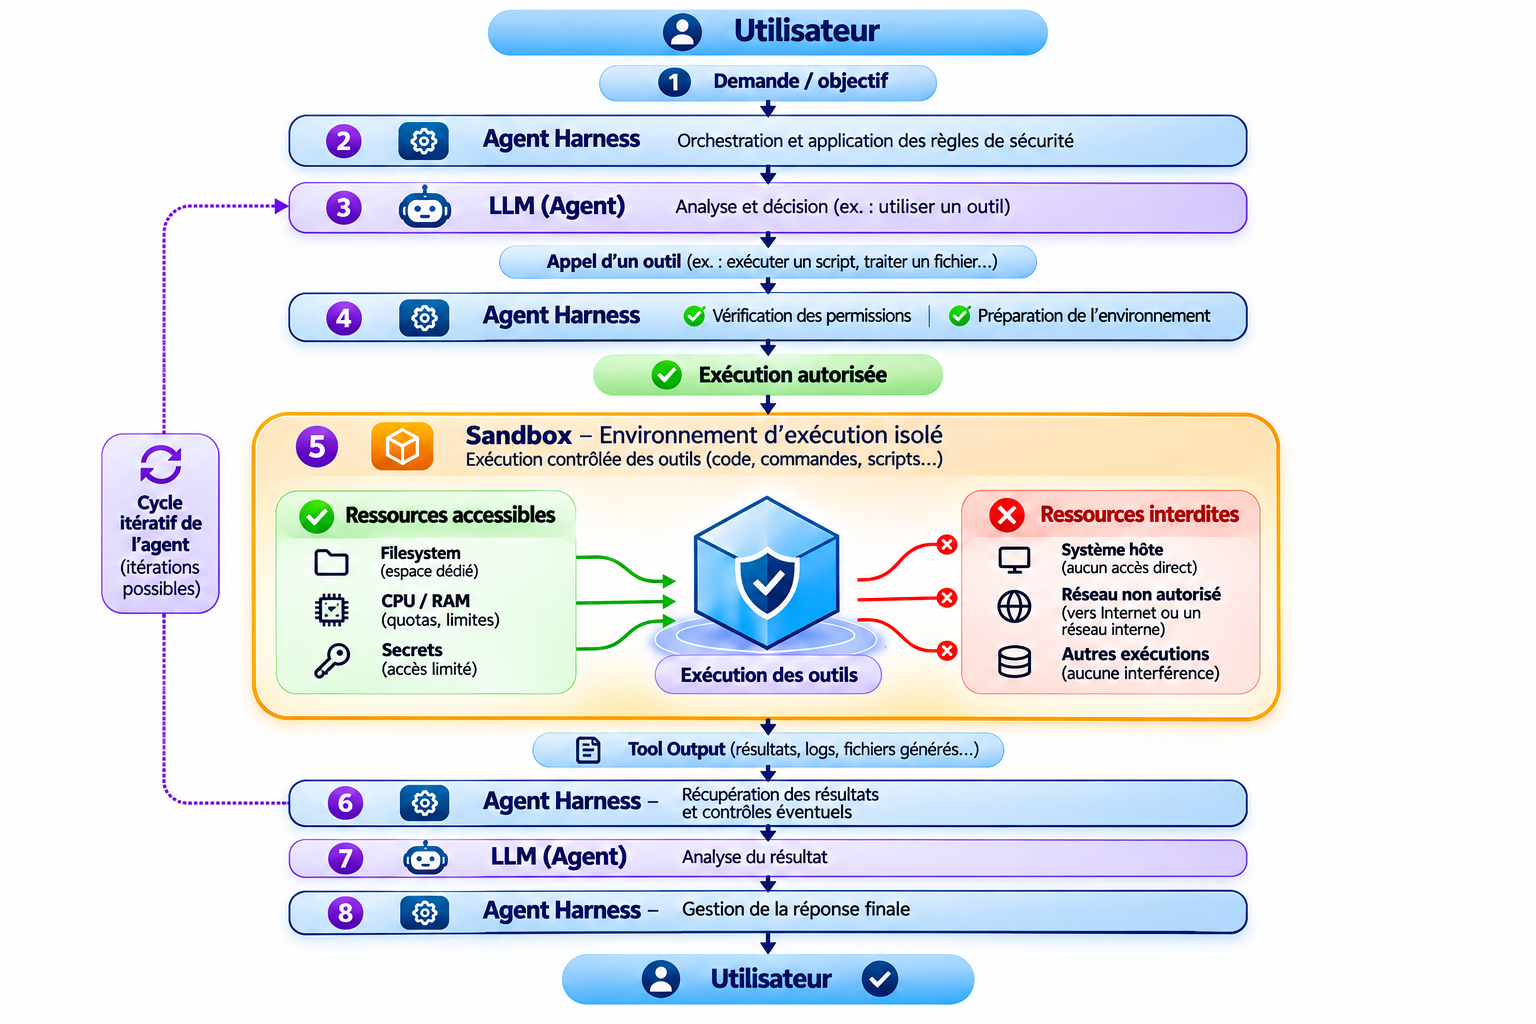 Utilisateur
1 Demande / objectif
2 Agent Harness Orchestration et application des règles de sécurité
3 LLM (Agent) Analyse et décision (ex. : utiliser un outil)
Appel d'un outil (ex. : exécuter un script, traiter un fichier...)
4 Agent Harness Vérification des permissions | Préparation de l'environnement
Exécution autorisée
5 Sandbox – Environnement d'exécution isolé
Exécution contrôlée des outils (code, commandes, scripts...)
Cycle
itératif de
l'agent
(itérations
possibles)
Ressources accessibles
Filesystem
(espace dédié)
CPU / RAM
(quotas, limites)
Secrets
(accès limité)
Exécution des outils
Ressources interdites
Système hôte
(aucun accès direct)
Réseau non autorisé
(vers Internet ou un
réseau interne)
Autres exécutions
(aucune interférence)
Tool Output (résultats, logs, fichiers générés...)
6 Agent Harness – Récupération des résultats
et contrôles éventuels
7 LLM (Agent) Analyse du résultat
8 Agent Harness – Gestion de la réponse finale
Utilisateur